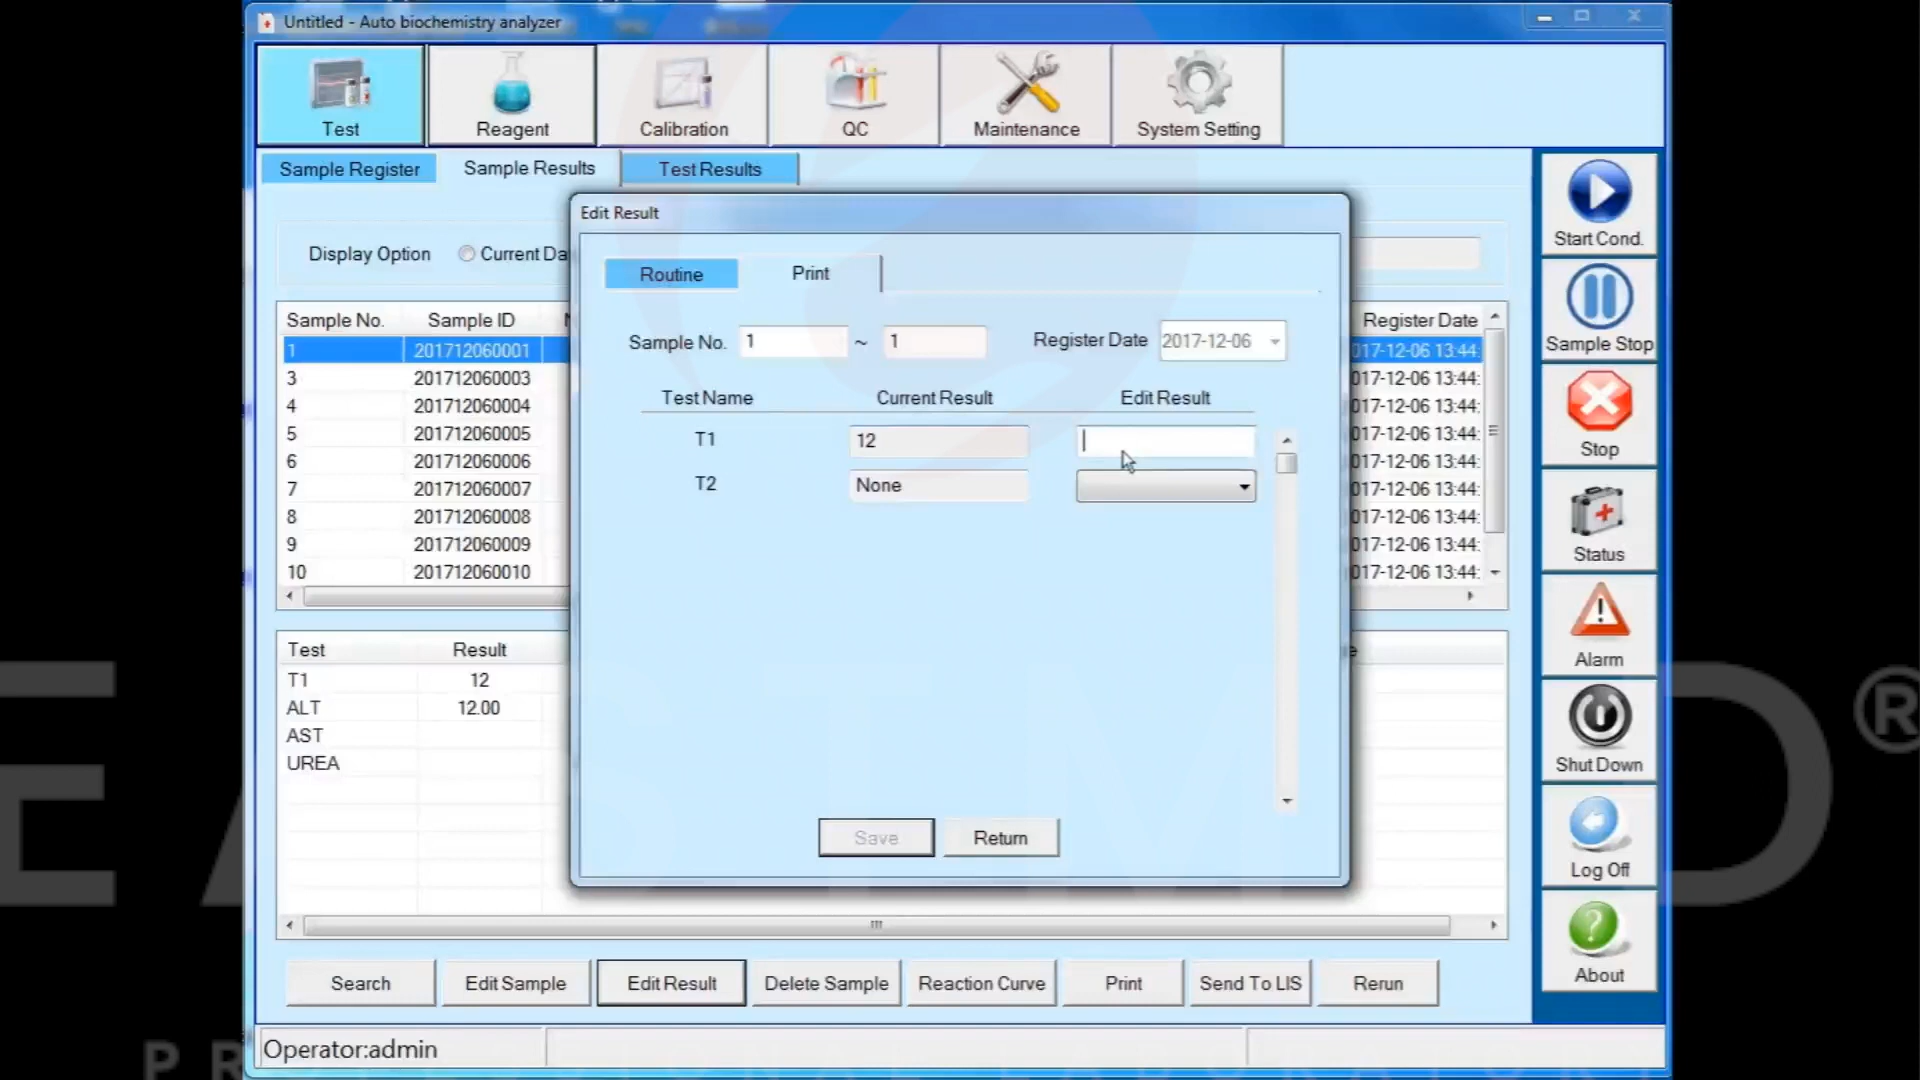 Untitled - Auto biochemistry analyzer
Test
Reagent
Calibration
QC
Maintenance
System Setting
Sample Register
Sample Results
Test Results
Display Option
Current Da
Sample No.
Sample ID
Register Date
1 201712060001 017-12-06 13:44:
3 201712060003 017-12-06 13:44:
4 201712060004 017-12-06 13:44:
5 201712060005 017-12-06 13:44:
6 201712060006 017-12-06 13:44:
7 201712060007 017-12-06 13:44:
8 201712060008 017-12-06 13:44:
9 201712060009 017-12-06 13:44:
10 201712060010 017-12-06 13:44:
Edit Result
Routine
Print
Sample No. 1 ~ 1
Register Date 2017-12-06
Test Name Current Result Edit Result
T1 12
T2 None
Save
Return
Test Result
T1 12
ALT 12.00
AST
UREA
Search
Edit Sample
Edit Result
Delete Sample
Reaction Curve
Print
Send To LIS
Rerun
Start Cond.
Sample Stop
Stop
Status
Alarm
Shut Down
Log Off
About
Operator:admin